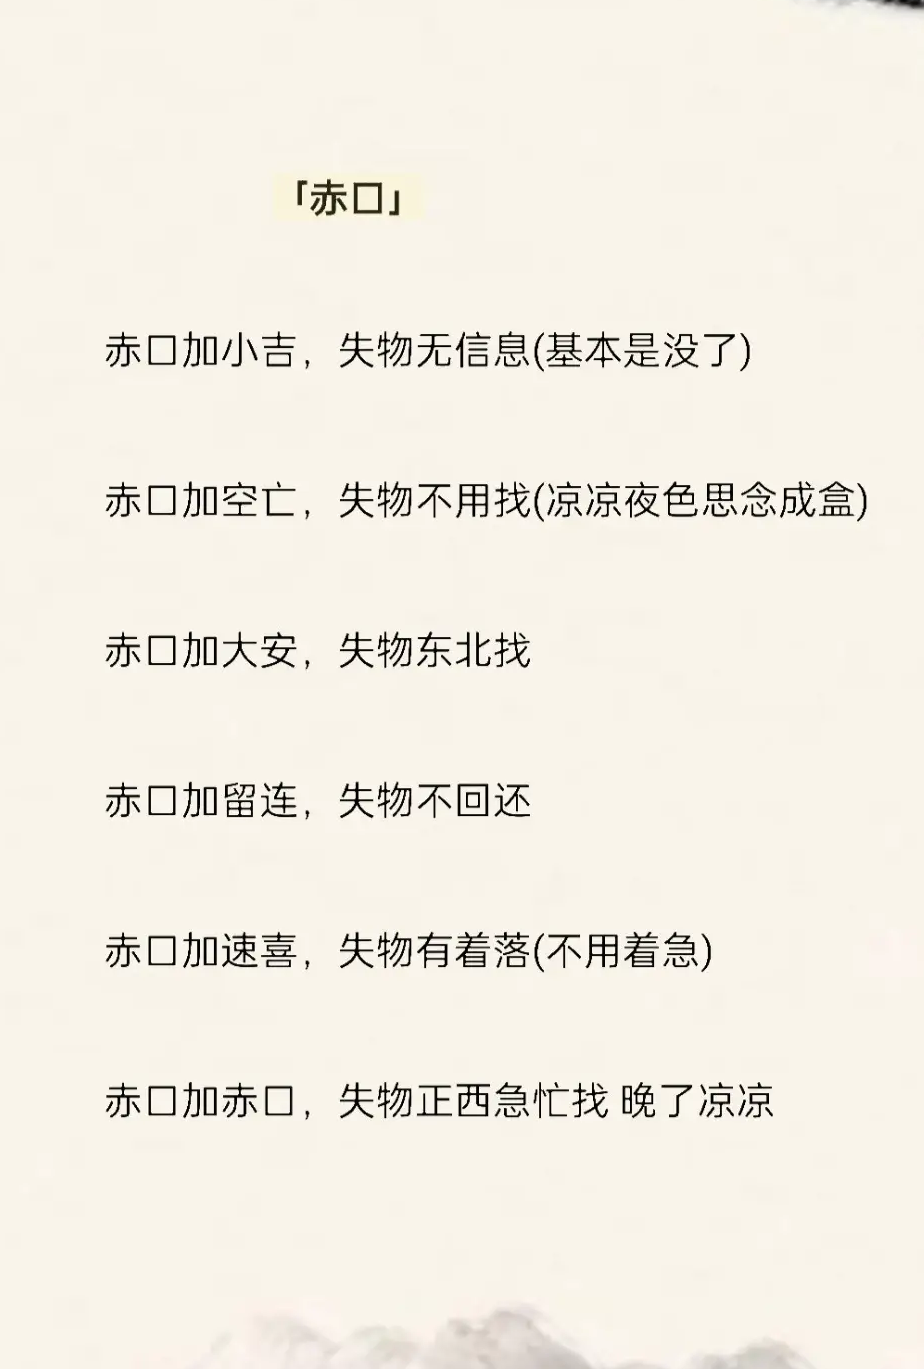 「赤口」
赤口加小吉，失物无信息(基本是没了)
赤口加空亡，失物不用找(凉凉夜色思念成盒)
赤口加大安，失物东北找
赤口加留连，失物不回还
赤口加速喜，失物有着落(不用着急)
赤口加赤口，失物正西急忙找 晚了凉凉